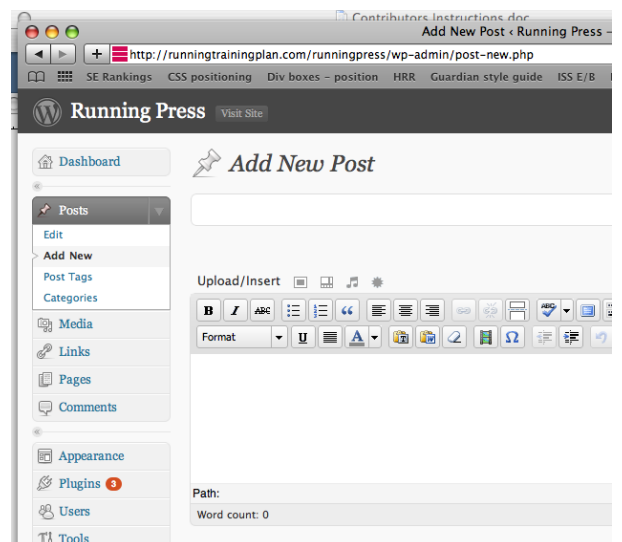 Contributors Instructions.doc
Add New Post ‹ Running Press –
http://runningtrainingplan.com/runningpress/wp-admin/post-new.php
SE Rankings CSS positioning Div boxes – position HRR Guardian style guide ISS E/B
Running Press Visit Site
Dashboard
Add New Post
Posts
Edit
Add New
Post Tags
Categories
Upload/Insert
B I ABC ABC
Format U A W Ω
Media
Links
Pages
Comments
Appearance
Plugins 3
Users
Tools
Path:
Word count: 0